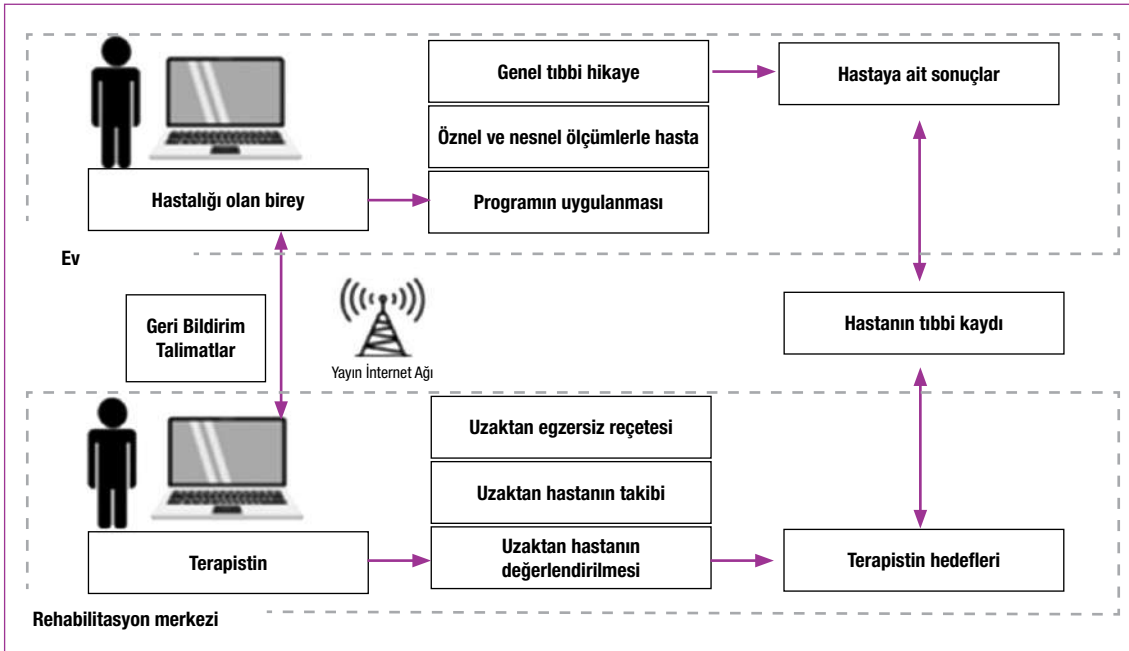 Genel tıbbi hikaye
Hastaya ait sonuçlar
Öznel ve nesnel ölçümlerle hasta
Hastalığı olan birey
Programın uygulanması
Ev
Geri Bildirim
Talimatlar
Yayın İnternet Ağı
Hastanın tıbbi kaydı
Uzaktan egzersiz reçetesi
Uzaktan hastanın takibi
Terapistin
Uzaktan hastanın
değerlendirilmesi
Terapistin hedefleri
Rehabilitasyon merkezi